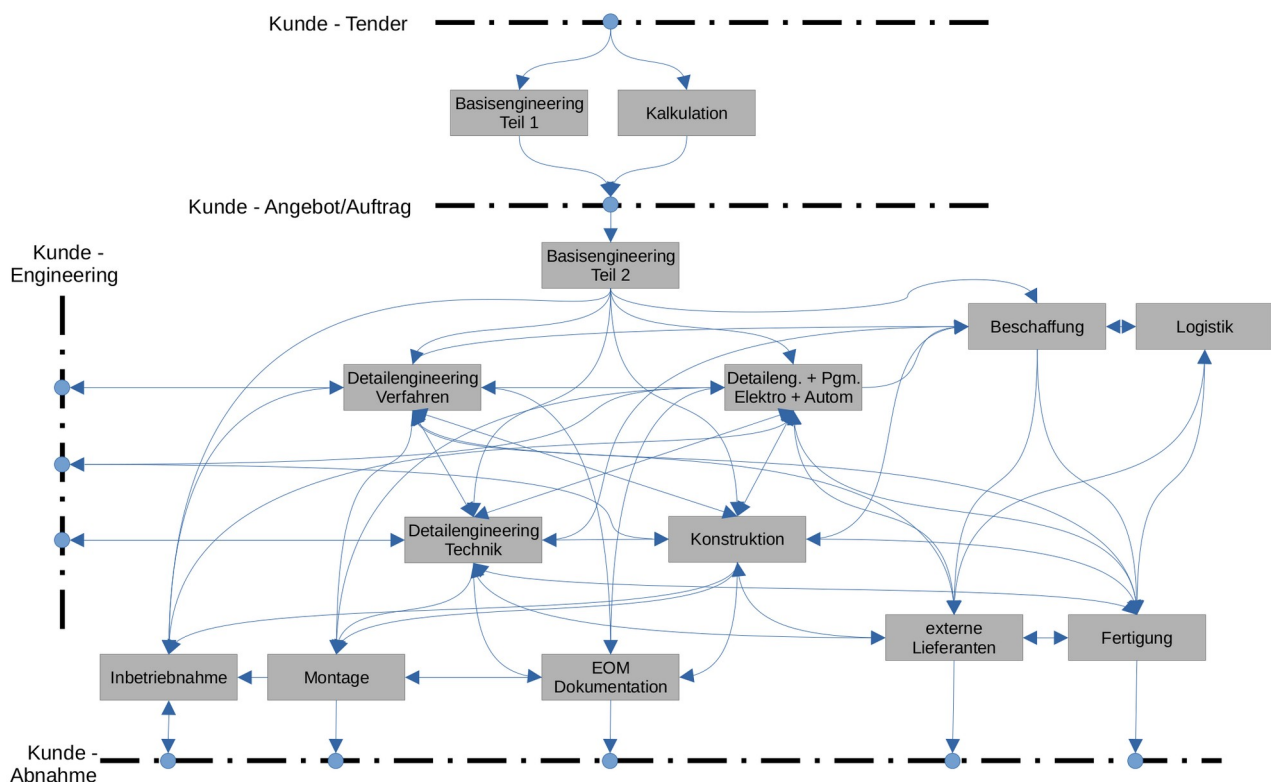 Kunde - Tender
Basisengineering
Teil 1
Kalkulation
Kunde - Angebot/Auftrag
Basisengineering
Teil 2
Kunde -
Engineering
Beschaffung
Logistik
Detailengineering
Verfahren
Detaileng. + Pgm.
Elektro + Autom
Detailengineering
Technik
Konstruktion
externe
Lieferanten
Fertigung
Inbetriebnahme
Montage
EOM
Dokumentation
Kunde -
Abnahme